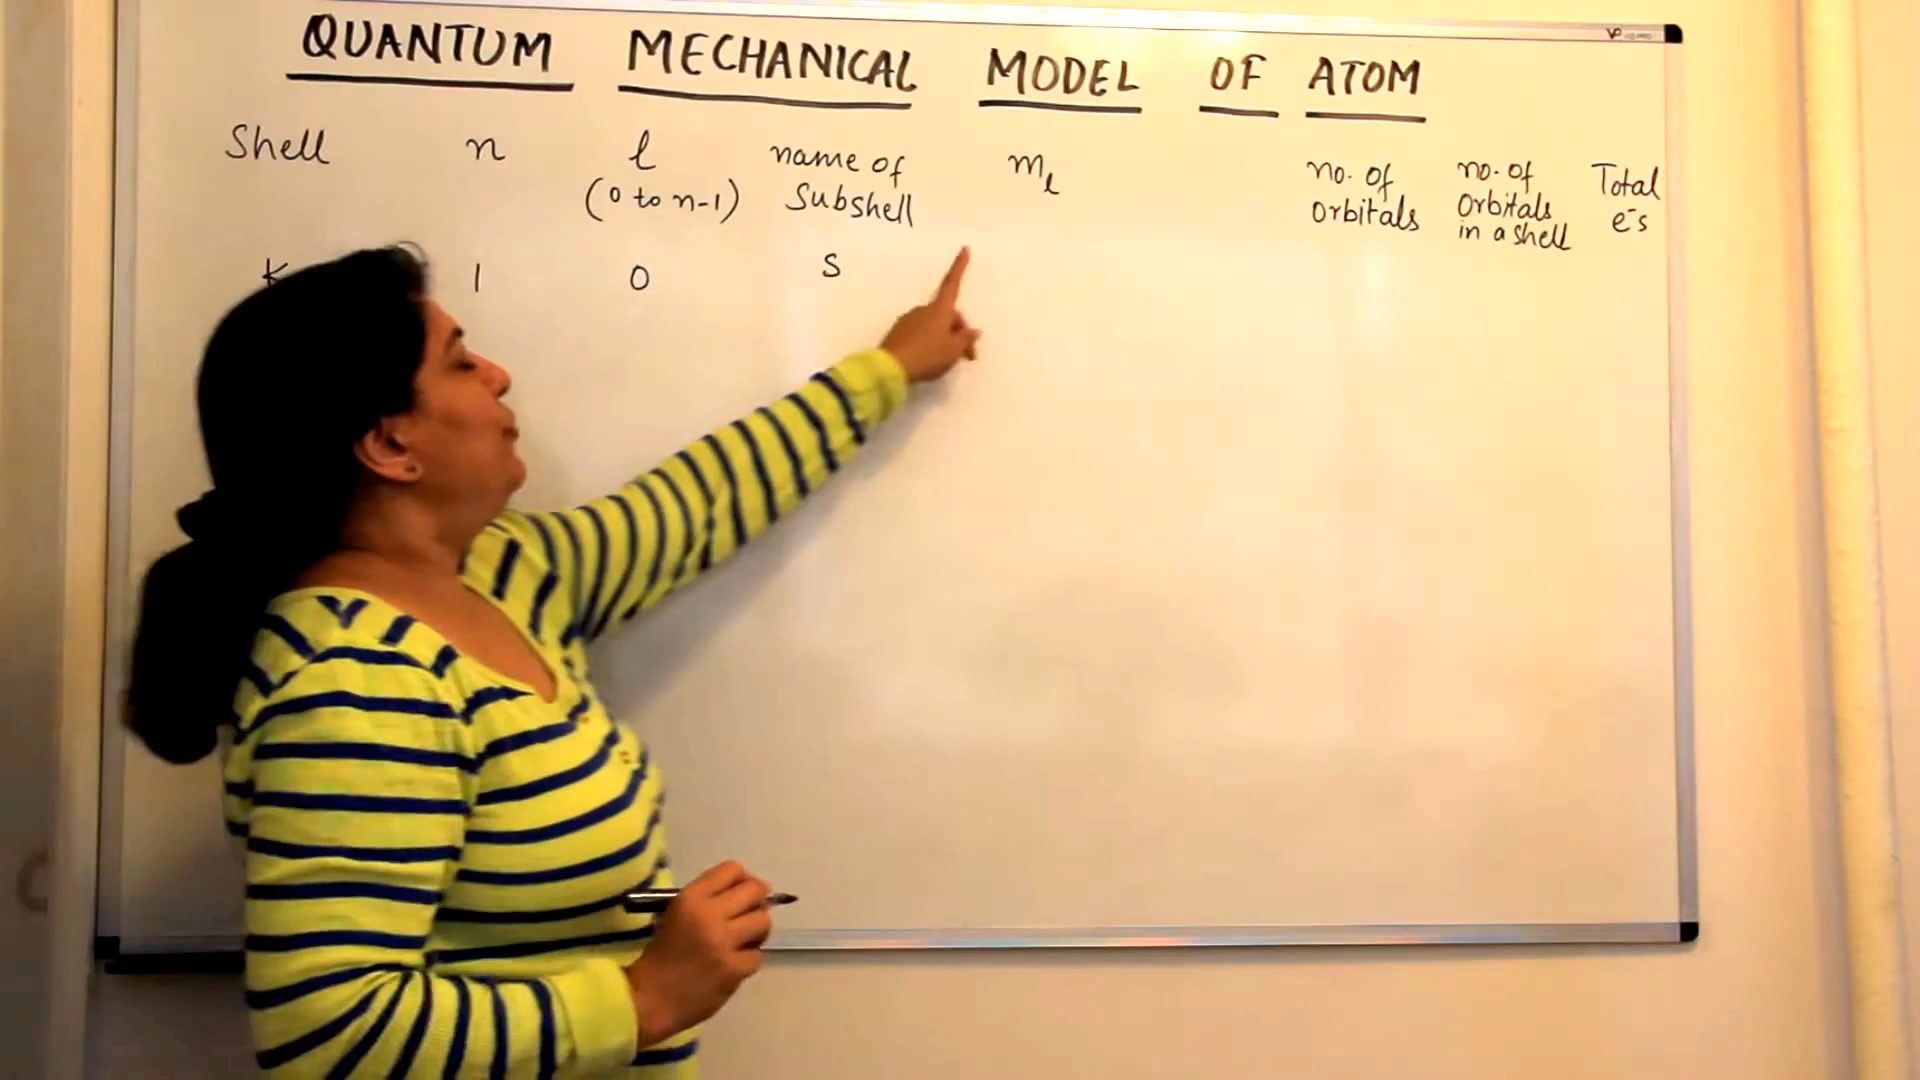 QUANTUM MECHANICAL MODEL OF ATOM
Shell n l name of Subshell mₗ no. of Orbitals no. of Orbitals in a shell Total e⁻s
(0 to n-1)
K 1 0 s